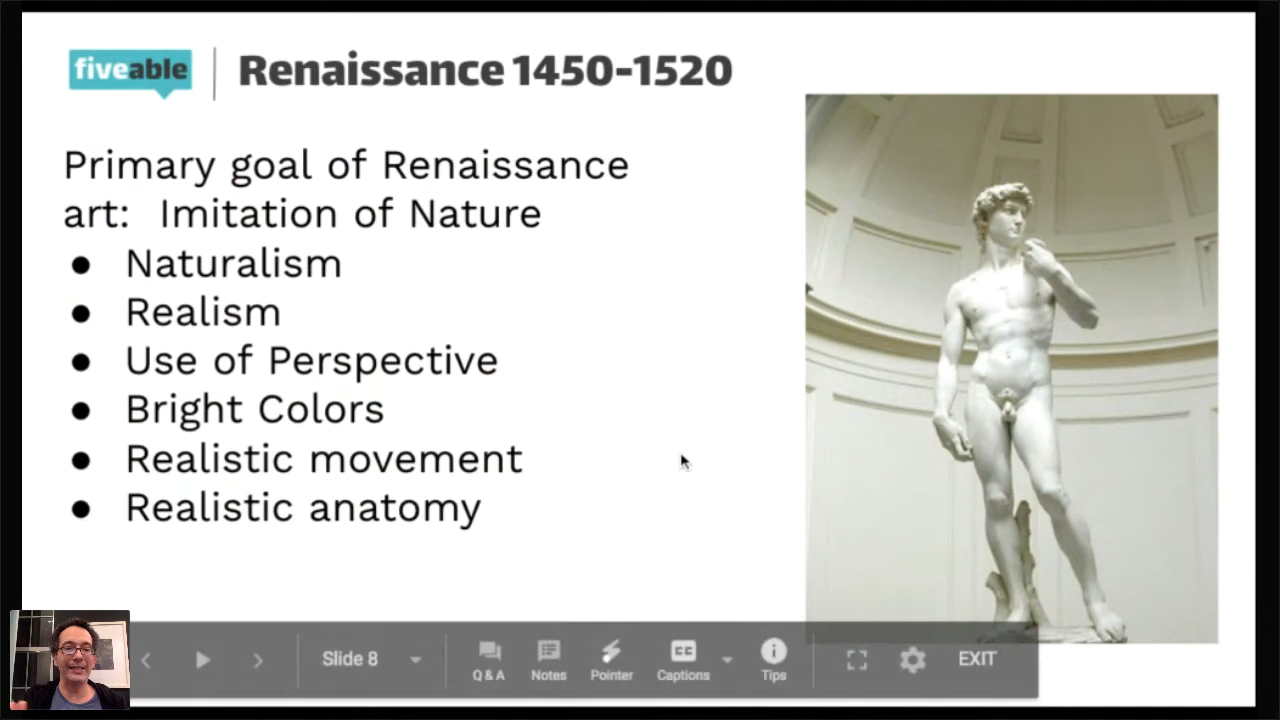 fiveable
Renaissance 1450-1520
Primary goal of Renaissance
art: Imitation of Nature
● Naturalism
● Realism
● Use of Perspective
● Bright Colors
● Realistic movement
● Realistic anatomy
Slide 8
Q & A
Notes
Pointer
Captions
Tips
EXIT